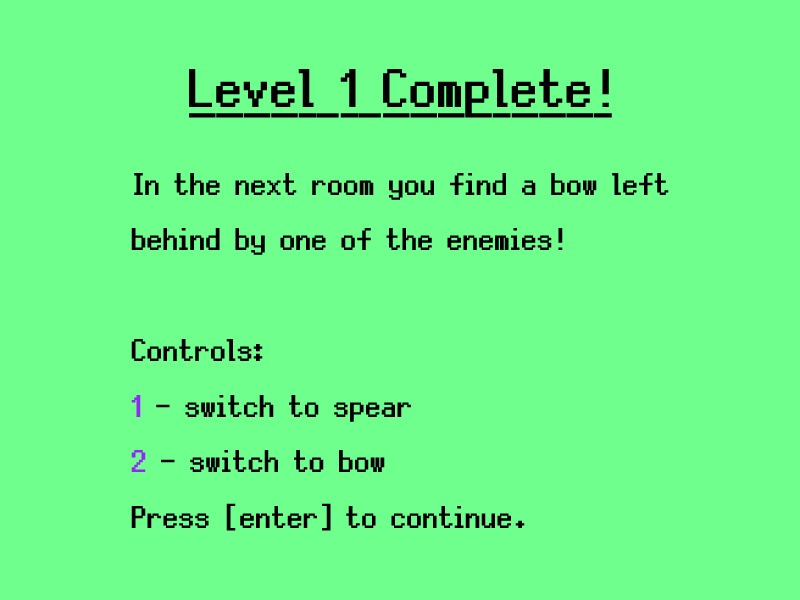 Level 1 Complete!
In the next room you find a bow left
behind by one of the enemies!
Controls:
1 - switch to spear
2 - switch to bow
Press [enter] to continue.